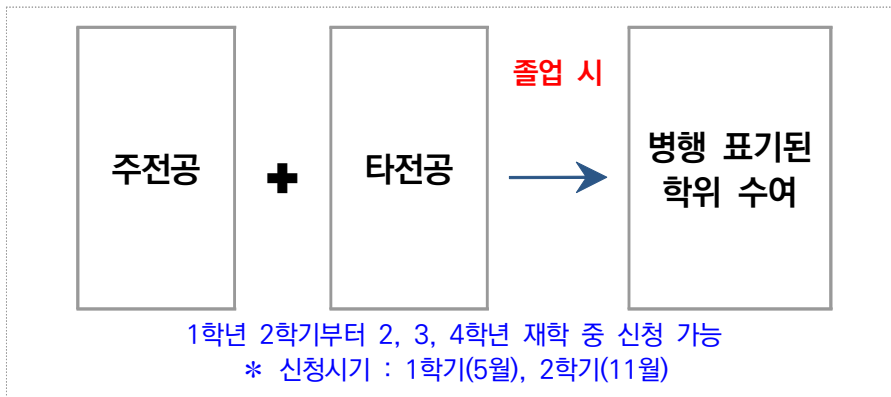 졸업 시
주전공 + 타전공
병행 표기된
학위 수여
1학년 2학기부터 2, 3, 4학년 재학 중 신청 가능
* 신청시기 : 1학기(5월), 2학기(11월)